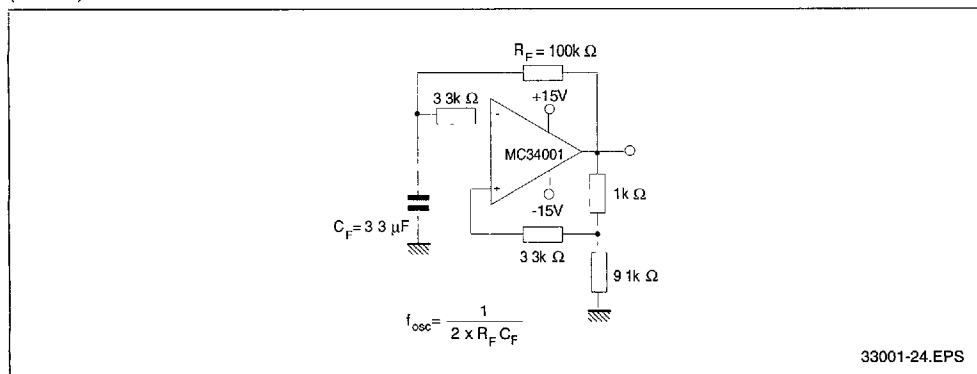 R_F = 100k Ω
3 3k Ω
+15V
-
MC34001
+
-15V
1k Ω
C_F= 3 3 μF
3 3k Ω
9 1k Ω
f_osc= 1
2 x R_F C_F
33001-24.EPS